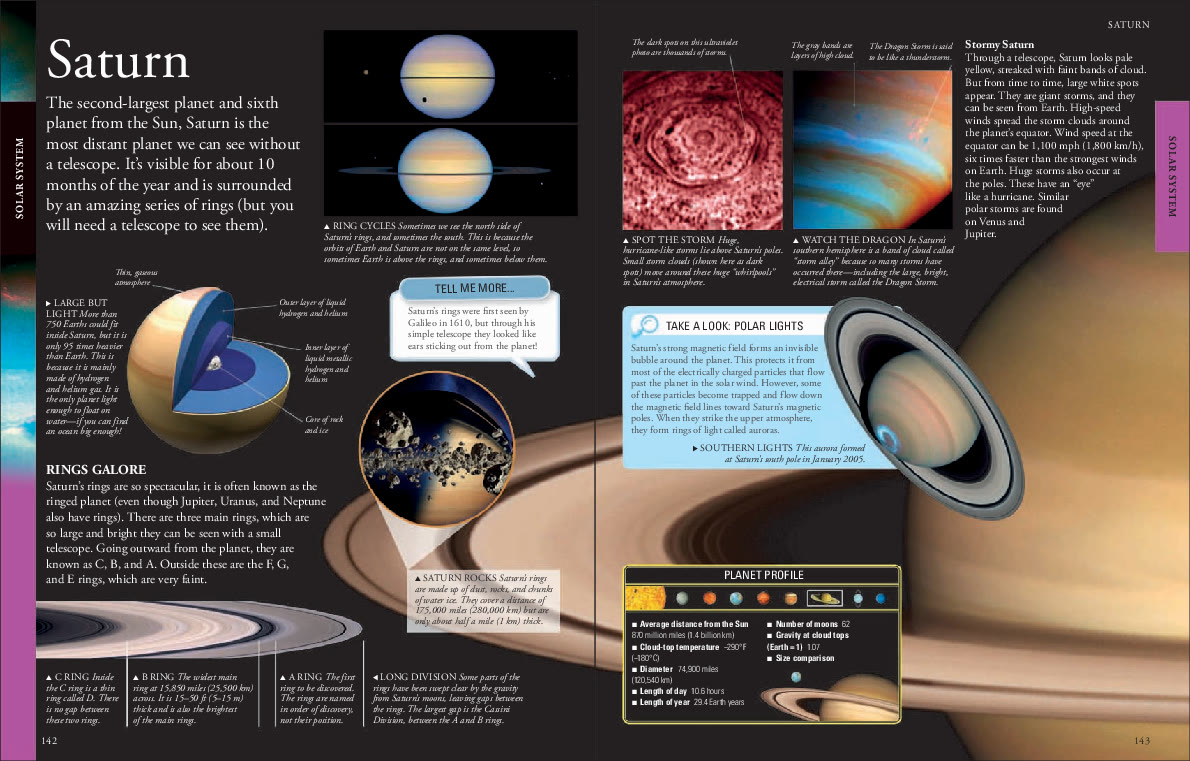 SATURN
SOLAR SYSTEM
Saturn
The second-largest planet and sixth
planet from the Sun, Saturn is the
most distant planet we can see without
a telescope. It's visible for about 10
months of the year and is surrounded
by an amazing series of rings (but you
will need a telescope to see them).
▲ RING CYCLES Sometimes we see the north side of
Saturn's rings, and sometimes the south. This is because the
orbits of Earth and Saturn are not on the same level, so
sometimes Earth is above the rings, and sometimes below them.
Thin, gaseous
atmosphere
Outer layer of liquid
hydrogen and helium
Inner layer of
liquid metallic
hydrogen and
helium
Core of rock
and ice
▶ LARGE BUT
LIGHT More than
750 Earths could fit
inside Saturn, but it is
only 95 times heavier
than Earth. This is
because it is mainly
made of hydrogen
and helium gas. It is
the only planet light
enough to float on
water—if you can find
an ocean big enough!
TELL ME MORE...
Saturn's rings were first seen by
Galileo in 1610, but through his
simple telescope they looked like
ears sticking out from the planet!
RINGS GALORE
Saturn's rings are so spectacular, it is often known as the
ringed planet (even though Jupiter, Uranus, and Neptune
also have rings). There are three main rings, which are
so large and bright they can be seen with a small
telescope. Going outward from the planet, they are
known as C, B, and A. Outside these are the F, G,
and E rings, which are very faint.
▲ SATURN ROCKS Saturn's rings
are made up of dust, rocks, and chunks
of water ice. They cover a distance of
175,000 miles (280,000 km) but are
only about half a mile (1 km) thick.
▲ C RING Inside
the C ring is a thin
ring called D. There
is no gap between
these two rings.
▲ B RING The widest main
ring at 15,850 miles (25,500 km)
across. It is 15–50 ft (5–15 m)
thick and is also the brightest
of the main rings.
▲ A RING The first
ring to be discovered.
The rings are named
in order of discovery,
not their position.
◀ LONG DIVISION Some parts of the
rings have been swept clear by the gravity
from Saturn's moons, leaving gaps between
the rings. The largest gap is the Cassini
Division, between the A and B rings.
142
The dark spots on this ultraviolet
photo are thousands of storms.
The gray bands are
layers of high cloud.
The Dragon Storm is said
to be like a thunderstorm.
▲ SPOT THE STORM Huge,
hurricane-like storms lie above Saturn's poles.
Small storm clouds (shown here as dark
spots) move around these huge "whirlpools"
in Saturn's atmosphere.
▲ WATCH THE DRAGON In Saturn's
southern hemisphere is a band of cloud called
"storm alley" because so many storms have
occurred there—including the large, bright,
electrical storm called the Dragon Storm.
Stormy Saturn
Through a telescope, Saturn looks pale
yellow, streaked with faint bands of cloud.
But from time to time, large white spots
appear. They are giant storms, and they
can be seen from Earth. High-speed
winds spread the storm clouds around
the planet's equator. Wind speed at the
equator can be 1,100 mph (1,800 km/h),
six times faster than the strongest winds
on Earth. Huge storms also occur at
the poles. These have an "eye"
like a hurricane. Similar
polar storms are found
on Venus and
Jupiter.
SOLAR SYSTEM
TAKE A LOOK: POLAR LIGHTS
Saturn's strong magnetic field forms an invisible
bubble around the planet. This protects it from
most of the electrically charged particles that flow
past the planet in the solar wind. However, some
of these particles become trapped and flow down
the magnetic field lines toward Saturn's magnetic
poles. When they strike the upper atmosphere,
they form rings of light called auroras.
▶ SOUTHERN LIGHTS This aurora formed
at Saturn's south pole in January 2005.
PLANET PROFILE
■ Average distance from the Sun
870 million miles (1.4 billion km)
■ Cloud-top temperature –290°F
(–180°C)
■ Diameter 74,900 miles
(120,540 km)
■ Length of day 10.6 hours
■ Length of year 29.4 Earth years
■ Number of moons 62
■ Gravity at cloud tops
(Earth = 1) 1.07
■ Size comparison
143